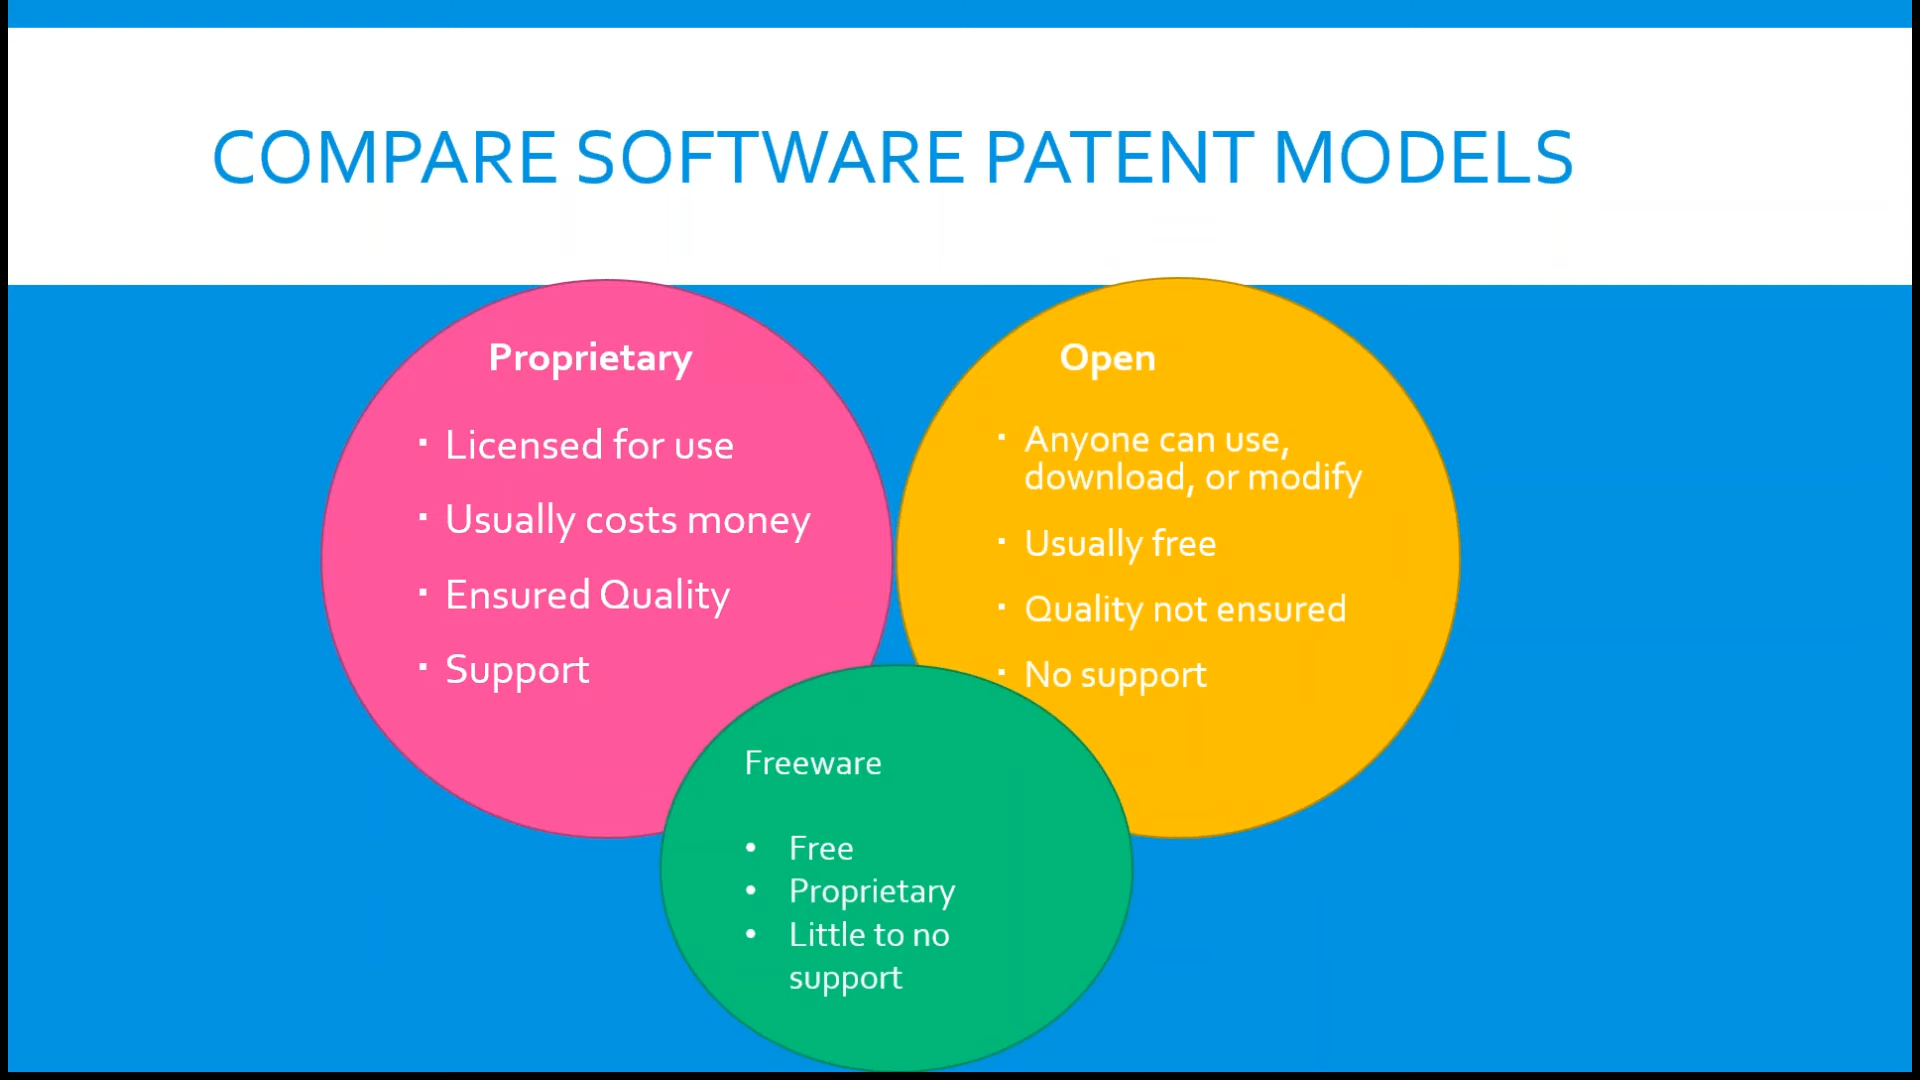 COMPARE SOFTWARE PATENT MODELS
Proprietary
▪ Licensed for use
▪ Usually costs money
▪ Ensured Quality
▪ Support
Open
▪ Anyone can use,
download, or modify
▪ Usually free
▪ Quality not ensured
▪ No support
Freeware
• Free
• Proprietary
• Little to no
support